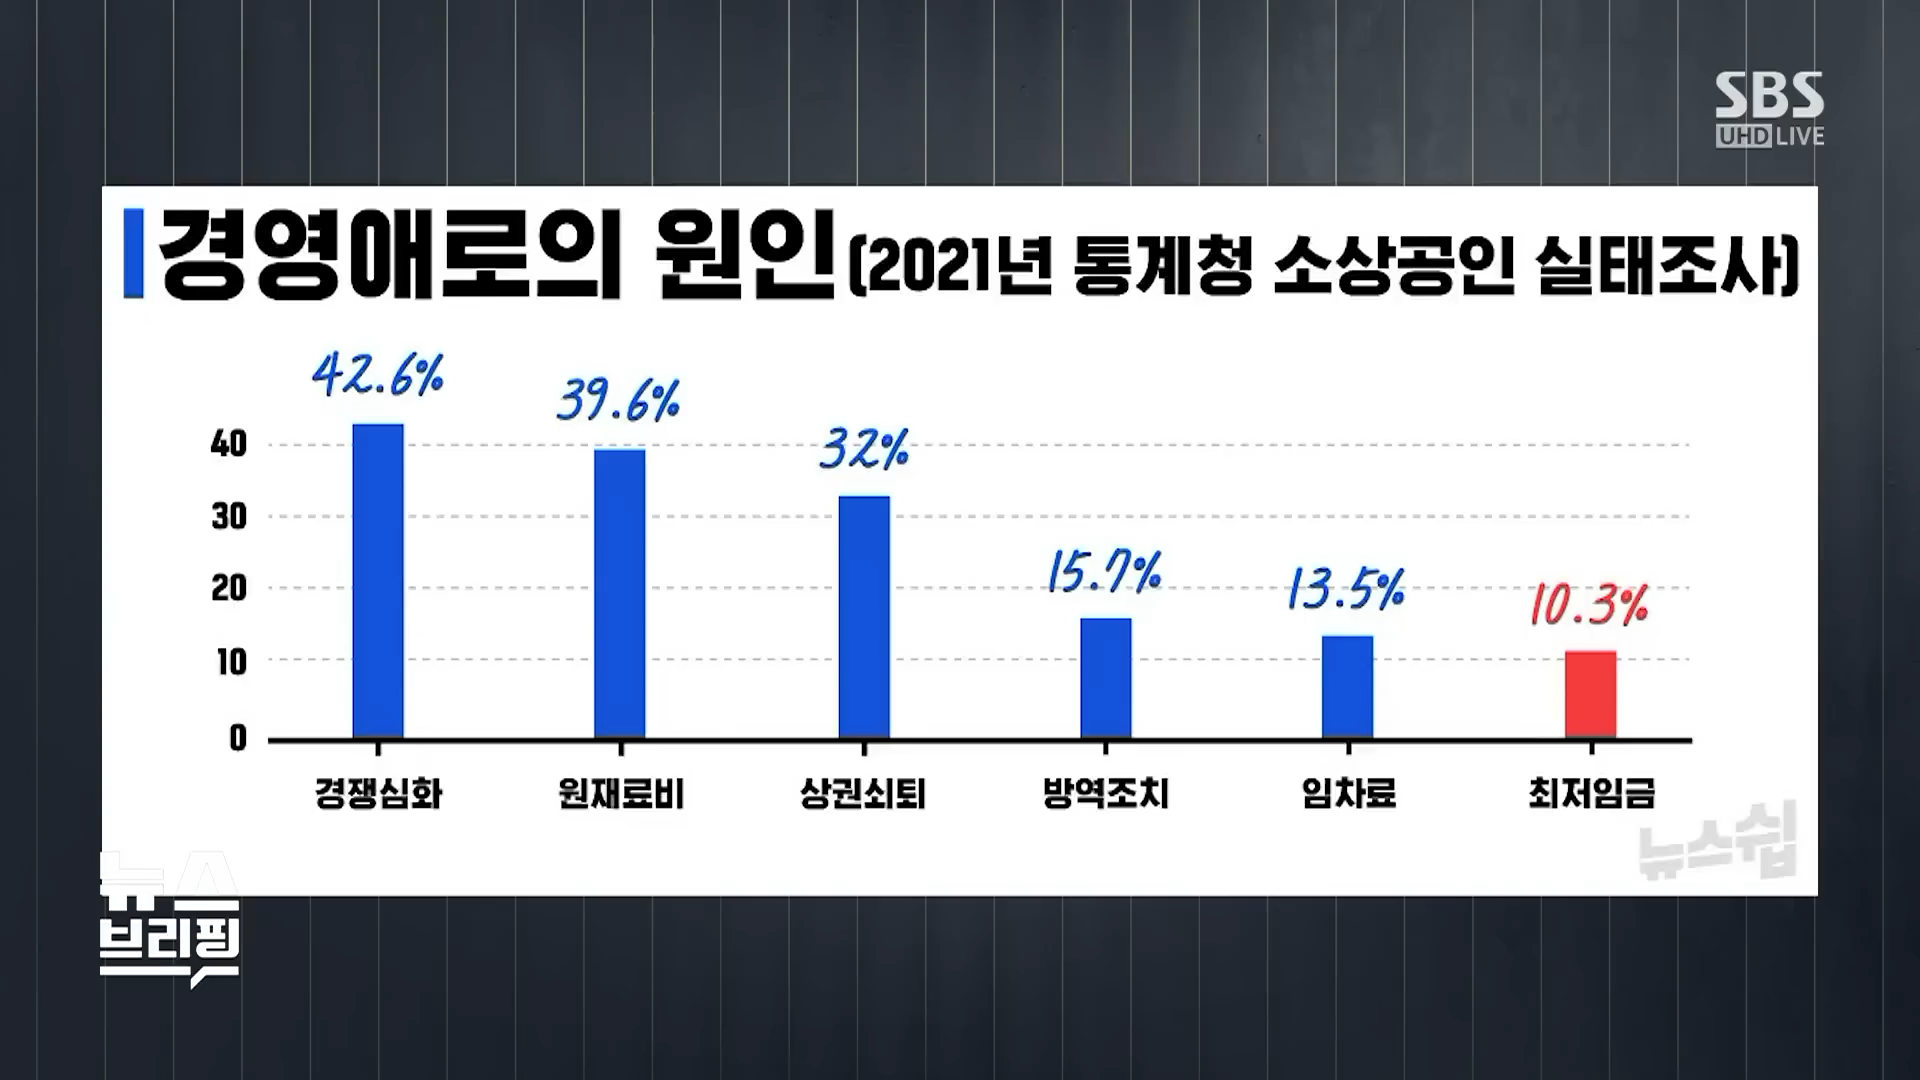 SBS
UHD LIVE
경영애로의 원인(2021년 통계청 소상공인 실태조사)
42.6%
39.6%
32%
15.7%
13.5%
10.3%
40
30
20
10
0
경쟁심화
원재료비
상권쇠퇴
방역조치
임차료
최저임금
뉴스쉽
뉴스
브리핑